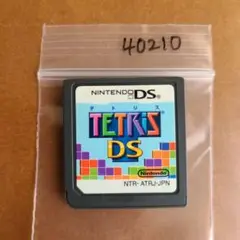 40210
NINTENDO DS
テトリス
TETRIS
DS
Nintendo
NTR-ATRJ-JPN